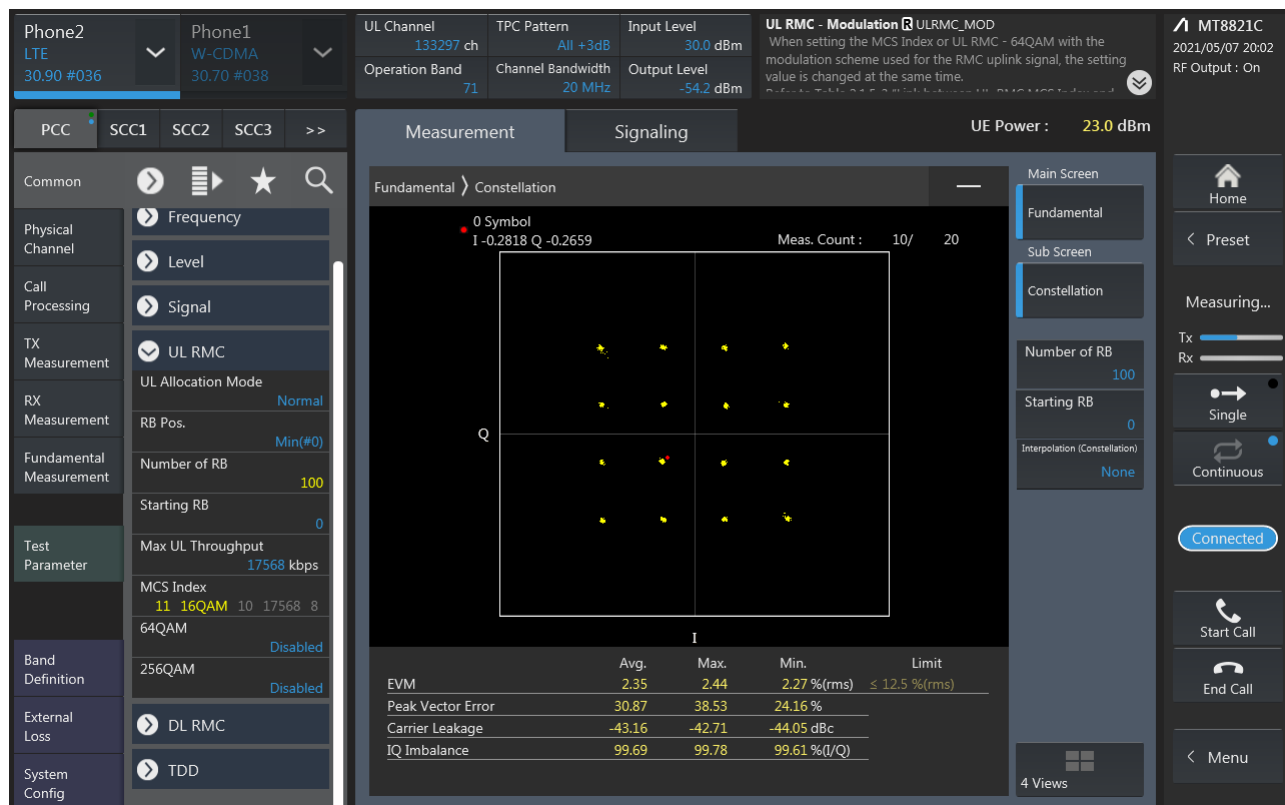 Phone2
LTE
30.90 #036
Phone1
W-CDMA
30.70 #038
UL Channel
133297 ch
TPC Pattern
All +3dB
Input Level
30.0 dBm
Operation Band
71
Channel Bandwidth
20 MHz
Output Level
-54.2 dBm
UL RMC - Modulation R ULRMC_MOD
When setting the MCS Index or UL RMC - 64QAM with the
modulation scheme used for the RMC uplink signal, the setting
value is changed at the same time.
MT8821C
2021/05/07 20:02
RF Output : On
PCC
SCC1
SCC2
SCC3
>>
Measurement
Signaling
UE Power : 23.0 dBm
Common
Physical
Channel
Call
Processing
TX
Measurement
RX
Measurement
Fundamental
Measurement
Test
Parameter
Band
Definition
External
Loss
System
Config
Frequency
Level
Signal
UL RMC
UL Allocation Mode
Normal
RB Pos.
Min(#0)
Number of RB
100
Starting RB
0
Max UL Throughput
17568 kbps
MCS Index
11 16QAM 10 17568 8
64QAM
Disabled
256QAM
Disabled
DL RMC
TDD
Fundamental 〉 Constellation
0 Symbol
I -0.2818 Q -0.2659
Meas. Count : 10/ 20
Q
I
Avg. Max. Min. Limit
EVM 2.35 2.44 2.27 %(rms) ≤ 12.5 %(rms)
Peak Vector Error 30.87 38.53 24.16 %
Carrier Leakage -43.16 -42.71 -44.05 dBc
IQ Imbalance 99.69 99.78 99.61 %(I/Q)
Main Screen
Fundamental
Sub Screen
Constellation
Number of RB
100
Starting RB
0
Interpolation (Constellation)
None
4 Views
Home
< Preset
Measuring...
Tx
Rx
Single
Continuous
Connected
Start Call
End Call
< Menu